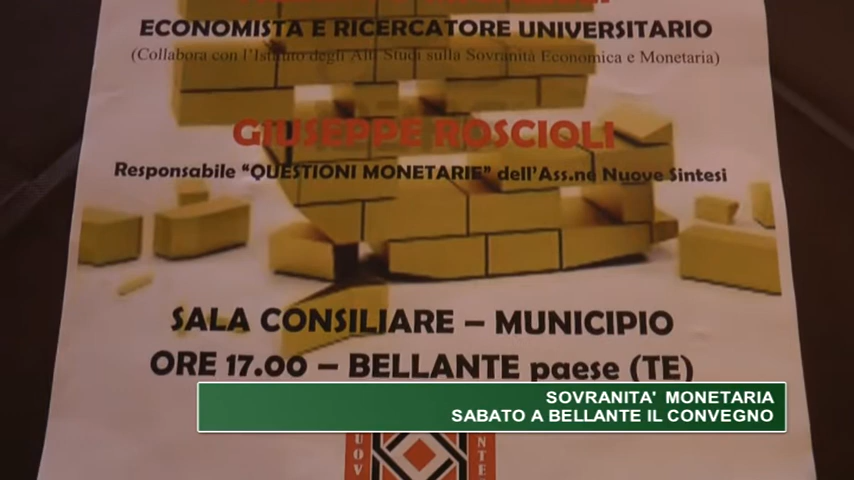 ECONOMISTA E RICERCATORE UNIVERSITARIO
(Collabora con l'Istituto degli Alti Studi sulla Sovranità Economica e Monetaria)
GIUSEPPE ROSCIOLI
Responsabile “QUESTIONI MONETARIE” dell'Ass.ne Nuove Sintesi
SALA CONSILIARE – MUNICIPIO
ORE 17.00 – BELLANTE paese (TE)
SOVRANITA' MONETARIA
SABATO A BELLANTE IL CONVEGNO